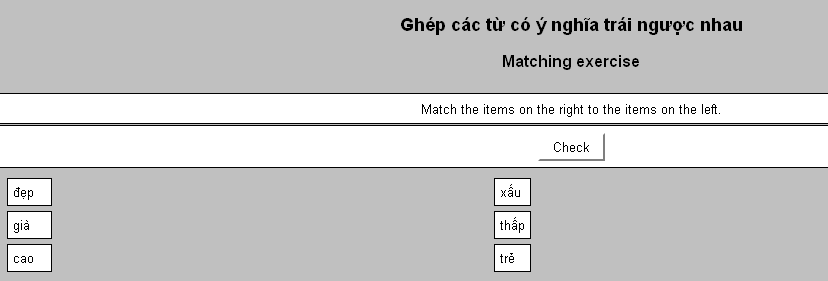 Ghép các từ có ý nghĩa trái ngược nhau
Matching exercise
Match the items on the right to the items on the left.
Check
đẹp xấu
già thấp
cao trẻ